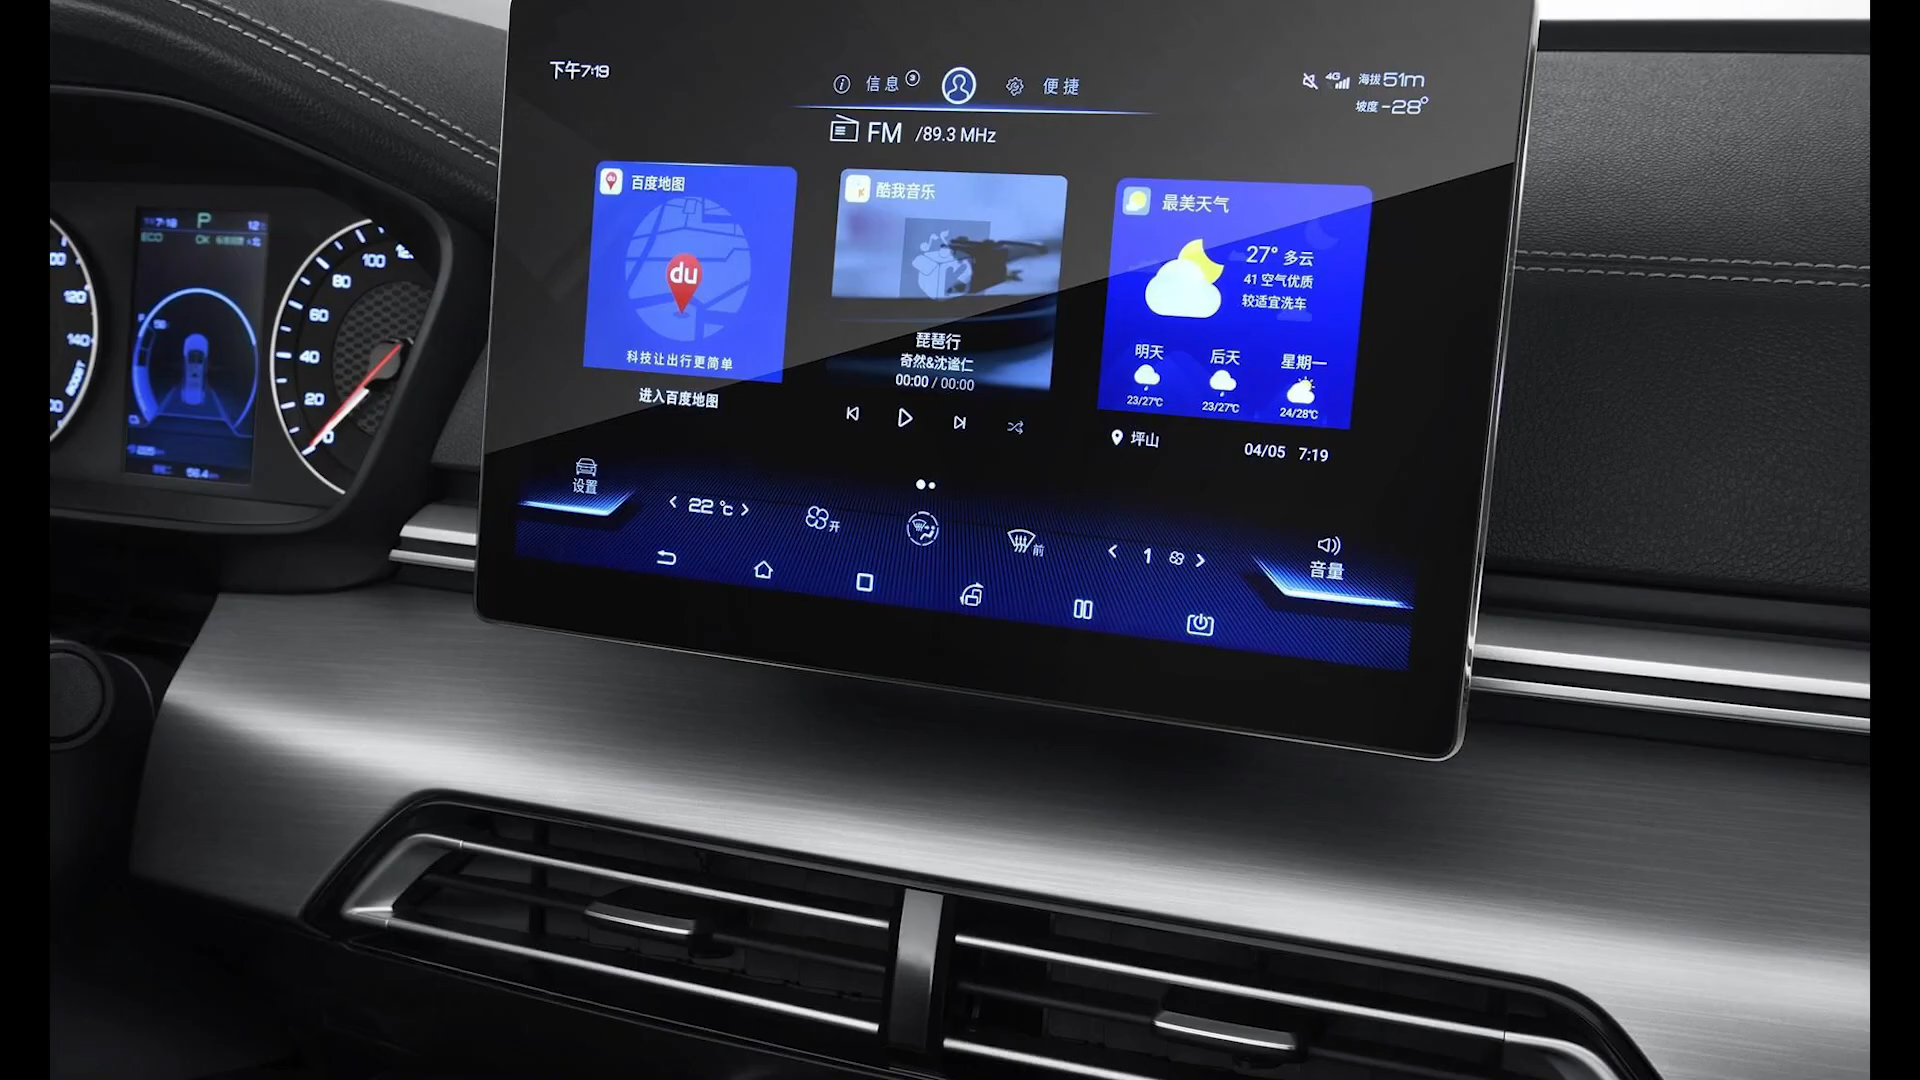 下午7:19
信息
便捷
4G
海拔51m
坡度-28°
FM /89.3 MHz
百度地图
du
科技让出行更简单
进入百度地图
酷我音乐
琵琶行
奇然&沈谧仁
00:00 / 00:00
最美天气
27° 多云
41 空气优质
较适宜洗车
明天
后天
星期一
23/27℃
23/27℃
24/28℃
坪山
04/05 7:19
设置
22 ℃
开
前
1
音量
P
ECO
OK
120
140
BOOST
100
80
60
40
20
0